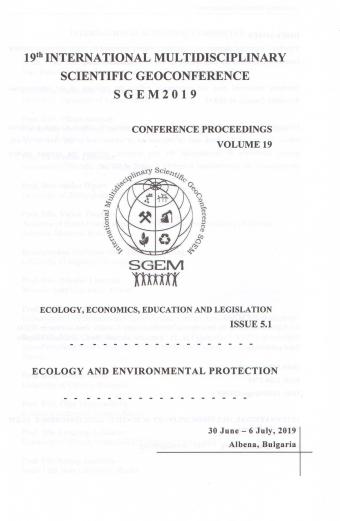 19th INTERNATIONAL MULTIDISCIPLINARY
SCIENTIFIC GEOCONFERENCE
S G E M 2 0 1 9
CONFERENCE PROCEEDINGS
VOLUME 19
International Multidisciplinary Scientific GeoConference SGEM
SGEM
ECOLOGY, ECONOMICS, EDUCATION AND LEGISLATION
ISSUE 5.1
ECOLOGY AND ENVIRONMENTAL PROTECTION
30 June – 6 July, 2019
Albena, Bulgaria